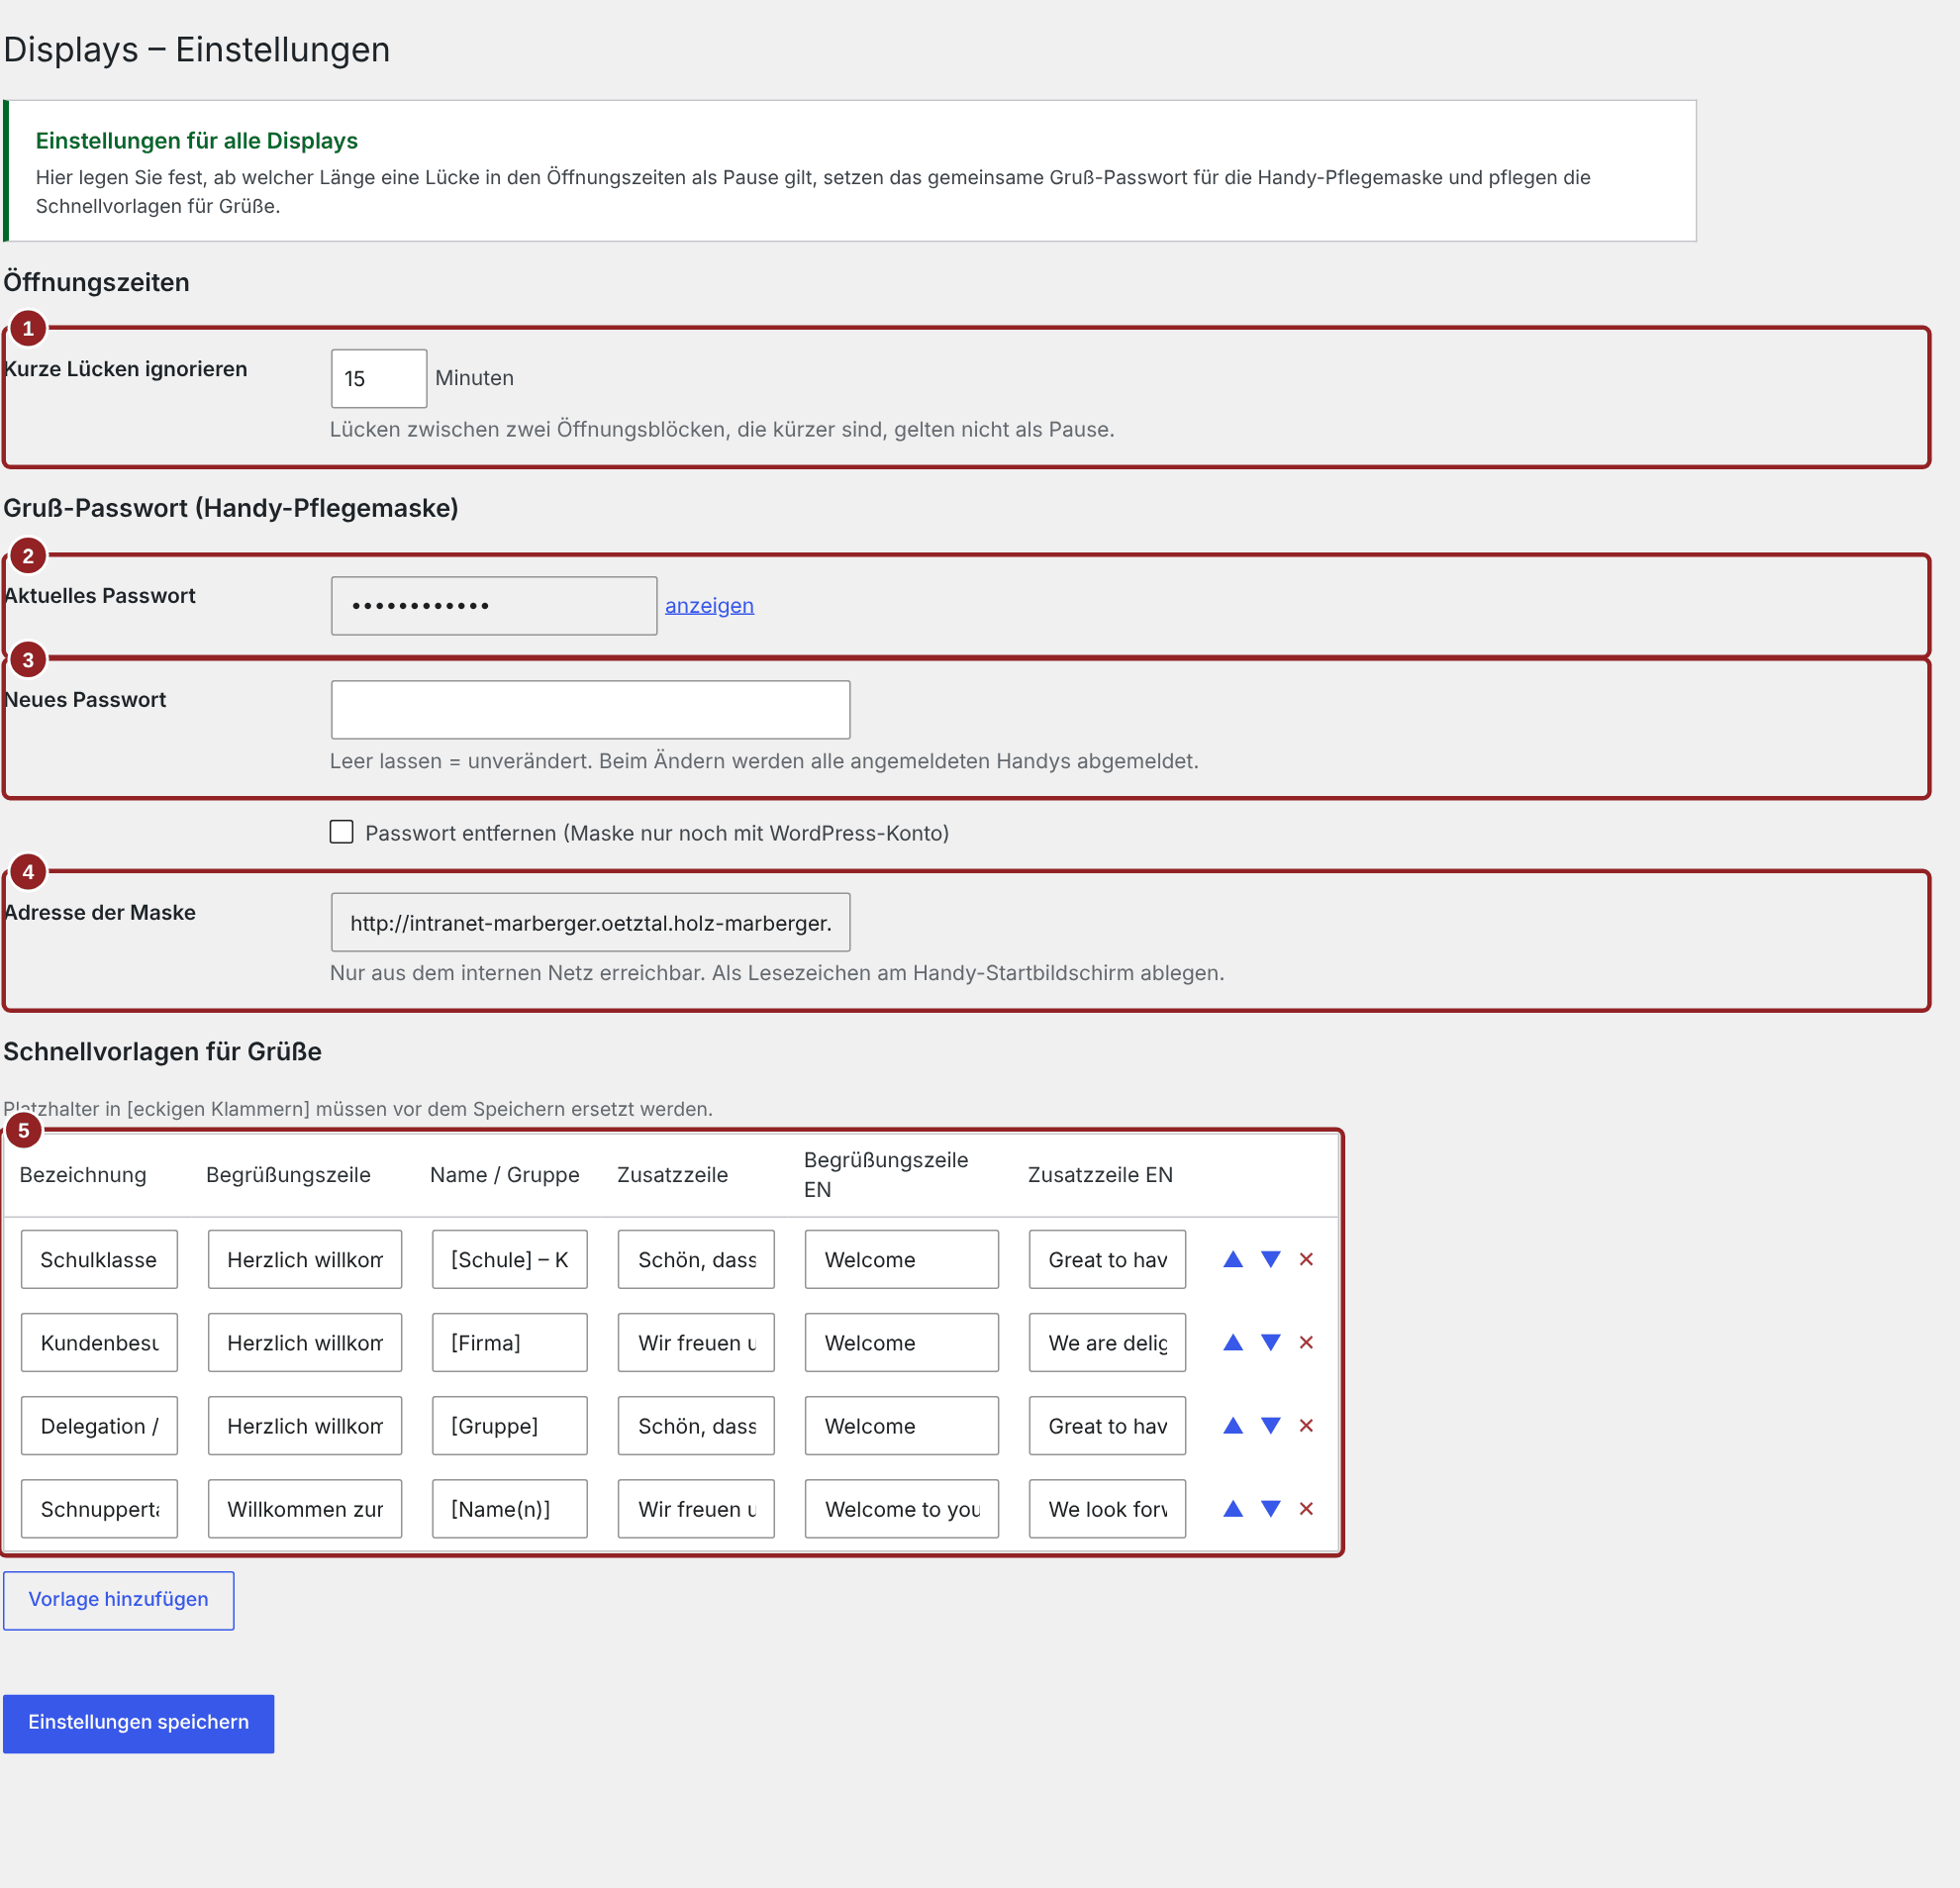 Displays – Einstellungen
Einstellungen für alle Displays
Hier legen Sie fest, ab welcher Länge eine Lücke in den Öffnungszeiten als Pause gilt, setzen das gemeinsame Gruß-Passwort für die Handy-Pflegemaske und pflegen die
Schnellvorlagen für Grüße.
Öffnungszeiten
1
Kurze Lücken ignorieren
15 Minuten
Lücken zwischen zwei Öffnungsblöcken, die kürzer sind, gelten nicht als Pause.
Gruß-Passwort (Handy-Pflegemaske)
2
Aktuelles Passwort
•••••••••••• anzeigen
3
Neues Passwort
Leer lassen = unverändert. Beim Ändern werden alle angemeldeten Handys abgemeldet.
Passwort entfernen (Maske nur noch mit WordPress-Konto)
4
Adresse der Maske
http://intranet-marberger.oetztal.holz-marberger.
Nur aus dem internen Netz erreichbar. Als Lesezeichen am Handy-Startbildschirm ablegen.
Schnellvorlagen für Grüße
Platzhalter in [eckigen Klammern] müssen vor dem Speichern ersetzt werden.
5
Bezeichnung Begrüßungszeile Name / Gruppe Zusatzzeile Begrüßungszeile EN Zusatzzeile EN
Schulklasse Herzlich willkom [Schule] – K Schön, dass Welcome Great to hav ▲ ▼ ✕
Kundenbesu Herzlich willkom [Firma] Wir freuen u Welcome We are delig ▲ ▼ ✕
Delegation / Herzlich willkom [Gruppe] Schön, dass Welcome Great to hav ▲ ▼ ✕
Schnupperta Willkommen zur [Name(n)] Wir freuen u Welcome to you We look forw ▲ ▼ ✕
Vorlage hinzufügen
Einstellungen speichern